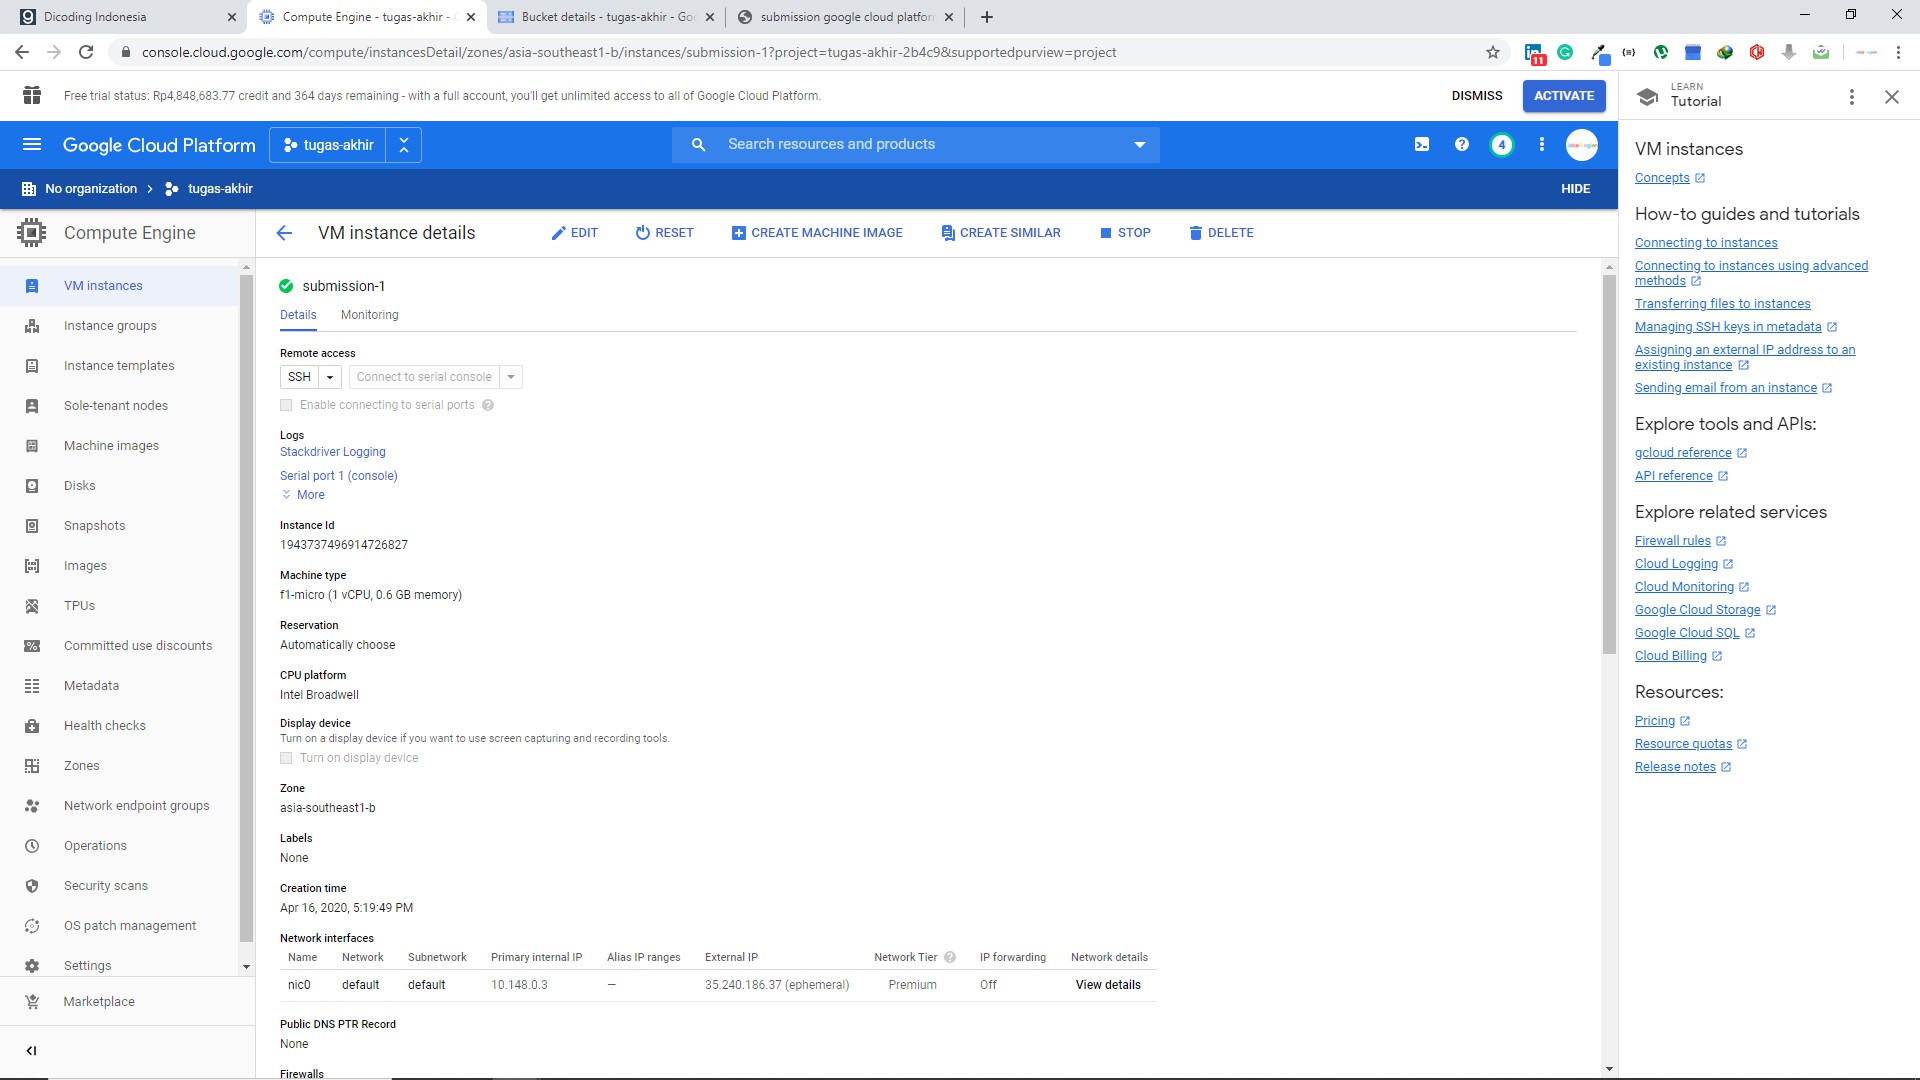 Dicoding Indonesia
Compute Engine - tugas-akhir -
Bucket details - tugas-akhir - Goo
submission google cloud platform
console.cloud.google.com/compute/instancesDetail/zones/asia-southeast1-b/instances/submission-1?project=tugas-akhir-2b4c9&supportedpurview=project
11
Free trial status: Rp4,848,683.77 credit and 364 days remaining - with a full account, you'll get unlimited access to all of Google Cloud Platform.
DISMISS
ACTIVATE
Google Cloud Platform
tugas-akhir
Search resources and products
4
No organization
tugas-akhir
HIDE
Compute Engine
VM instances
Instance groups
Instance templates
Sole-tenant nodes
Machine images
Disks
Snapshots
Images
TPUs
Committed use discounts
Metadata
Health checks
Zones
Network endpoint groups
Operations
Security scans
OS patch management
Settings
Marketplace
VM instance details
EDIT
RESET
CREATE MACHINE IMAGE
CREATE SIMILAR
STOP
DELETE
submission-1
Details Monitoring
Remote access
SSH
Connect to serial console
Enable connecting to serial ports
Logs
Stackdriver Logging
Serial port 1 (console)
More
Instance Id
1943737496914726827
Machine type
f1-micro (1 vCPU, 0.6 GB memory)
Reservation
Automatically choose
CPU platform
Intel Broadwell
Display device
Turn on a display device if you want to use screen capturing and recording tools.
Turn on display device
Zone
asia-southeast1-b
Labels
None
Creation time
Apr 16, 2020, 5:19:49 PM
Network interfaces
Name Network Subnetwork Primary internal IP Alias IP ranges External IP Network Tier IP forwarding Network details
nic0 default default 10.148.0.3 — 35.240.186.37 (ephemeral) Premium Off View details
Public DNS PTR Record
None
Firewalls
LEARN
Tutorial
VM instances
Concepts
How-to guides and tutorials
Connecting to instances
Connecting to instances using advanced
methods
Transferring files to instances
Managing SSH keys in metadata
Assigning an external IP address to an
existing instance
Sending email from an instance
Explore tools and APIs:
gcloud reference
API reference
Explore related services
Firewall rules
Cloud Logging
Cloud Monitoring
Google Cloud Storage
Google Cloud SQL
Cloud Billing
Resources:
Pricing
Resource quotas
Release notes